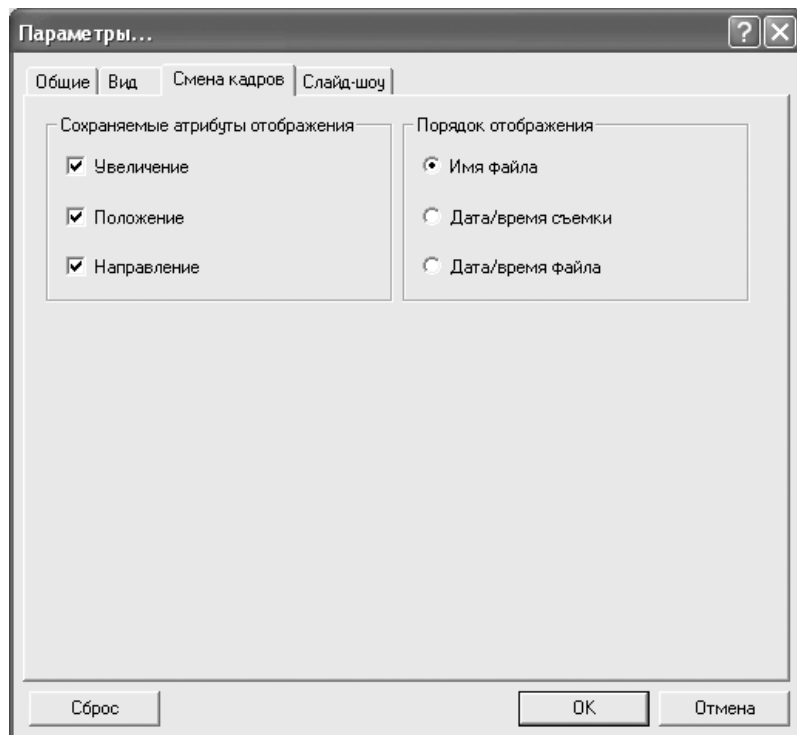 Параметры...
Общие Вид Смена кадров Слайд-шоу
Сохраняемые атрибуты отображения
Увеличение
Положение
Направление
Порядок отображения
Имя файла
Дата/время съемки
Дата/время файла
Сброс OK Отмена